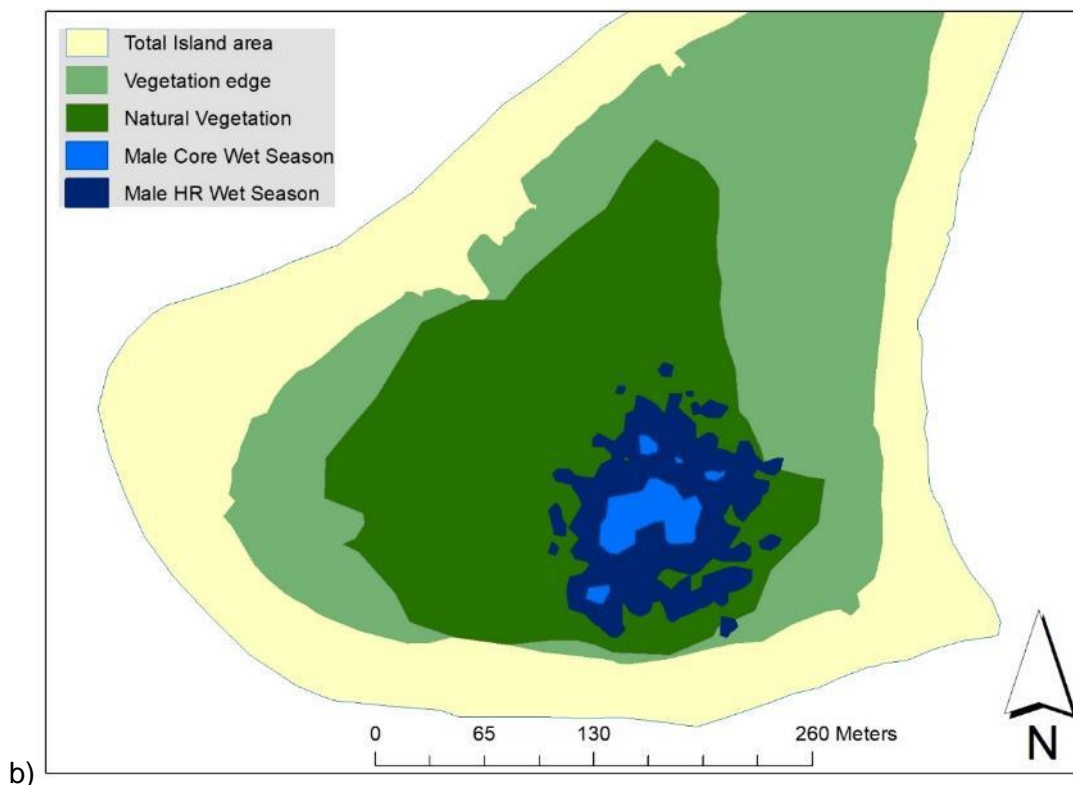 Total Island area
Vegetation edge
Natural Vegetation
Male Core Wet Season
Male HR Wet Season
0 65 130 260 Meters
N
b)